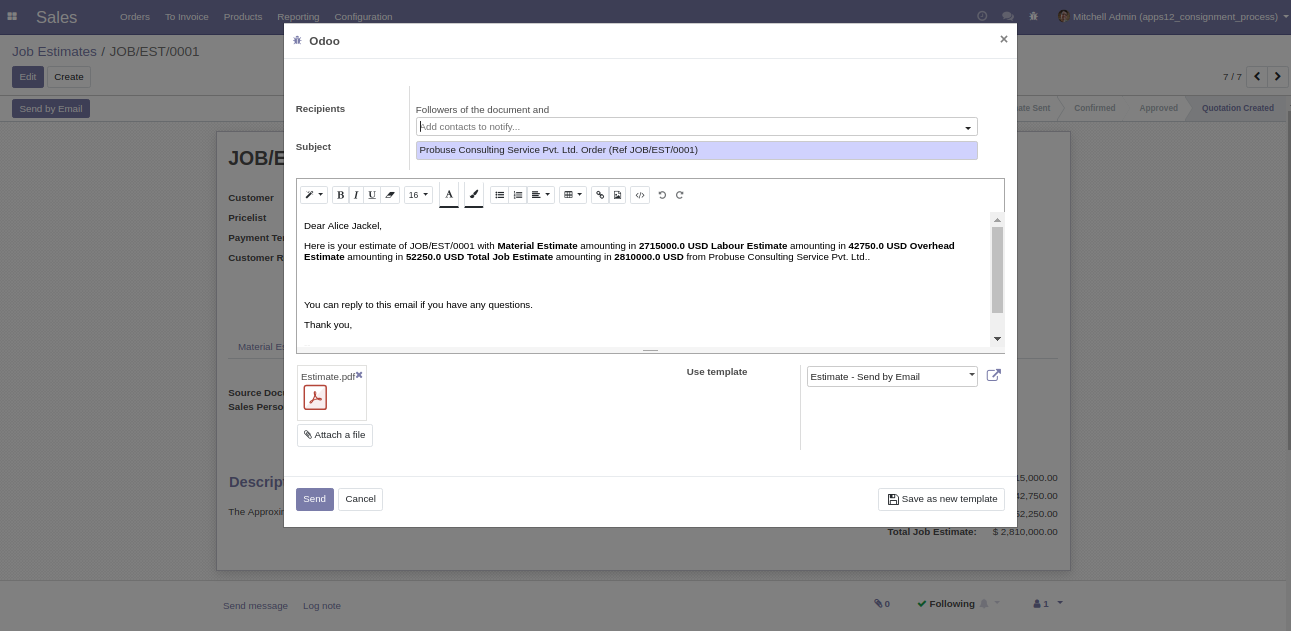 Sales
Orders
To Invoice
Products
Reporting
Configuration
Mitchell Admin (apps12_consignment_process)
Job Estimates / JOB/EST/0001
Edit
Create
7 / 7
Send by Email
Sent
Confirmed
Approved
Quotation Created
Odoo
×
Recipients
Followers of the document and
Add contacts to notify...
Subject
Probuse Consulting Service Pvt. Ltd. Order (Ref JOB/EST/0001)
B
I
U
16
A
Dear Alice Jackel,
Here is your estimate of JOB/EST/0001 with Material Estimate amounting in 2715000.0 USD Labour Estimate amounting in 42750.0 USD Overhead
Estimate amounting in 52250.0 USD Total Job Estimate amounting in 2810000.0 USD from Probuse Consulting Service Pvt. Ltd..
You can reply to this email if you have any questions.
Thank you,
Estimate.pdf
Use template
Estimate - Send by Email
Attach a file
Send
Cancel
Save as new template
JOB/E
Customer
Pricelist
Payment Te
Customer R
Material E
Source Doc
Sales Perso
Descrip
The Approxi
15,000.00
2,750.00
2,250.00
Total Job Estimate:
$ 2,810,000.00
Send message
Log note
0
Following
1